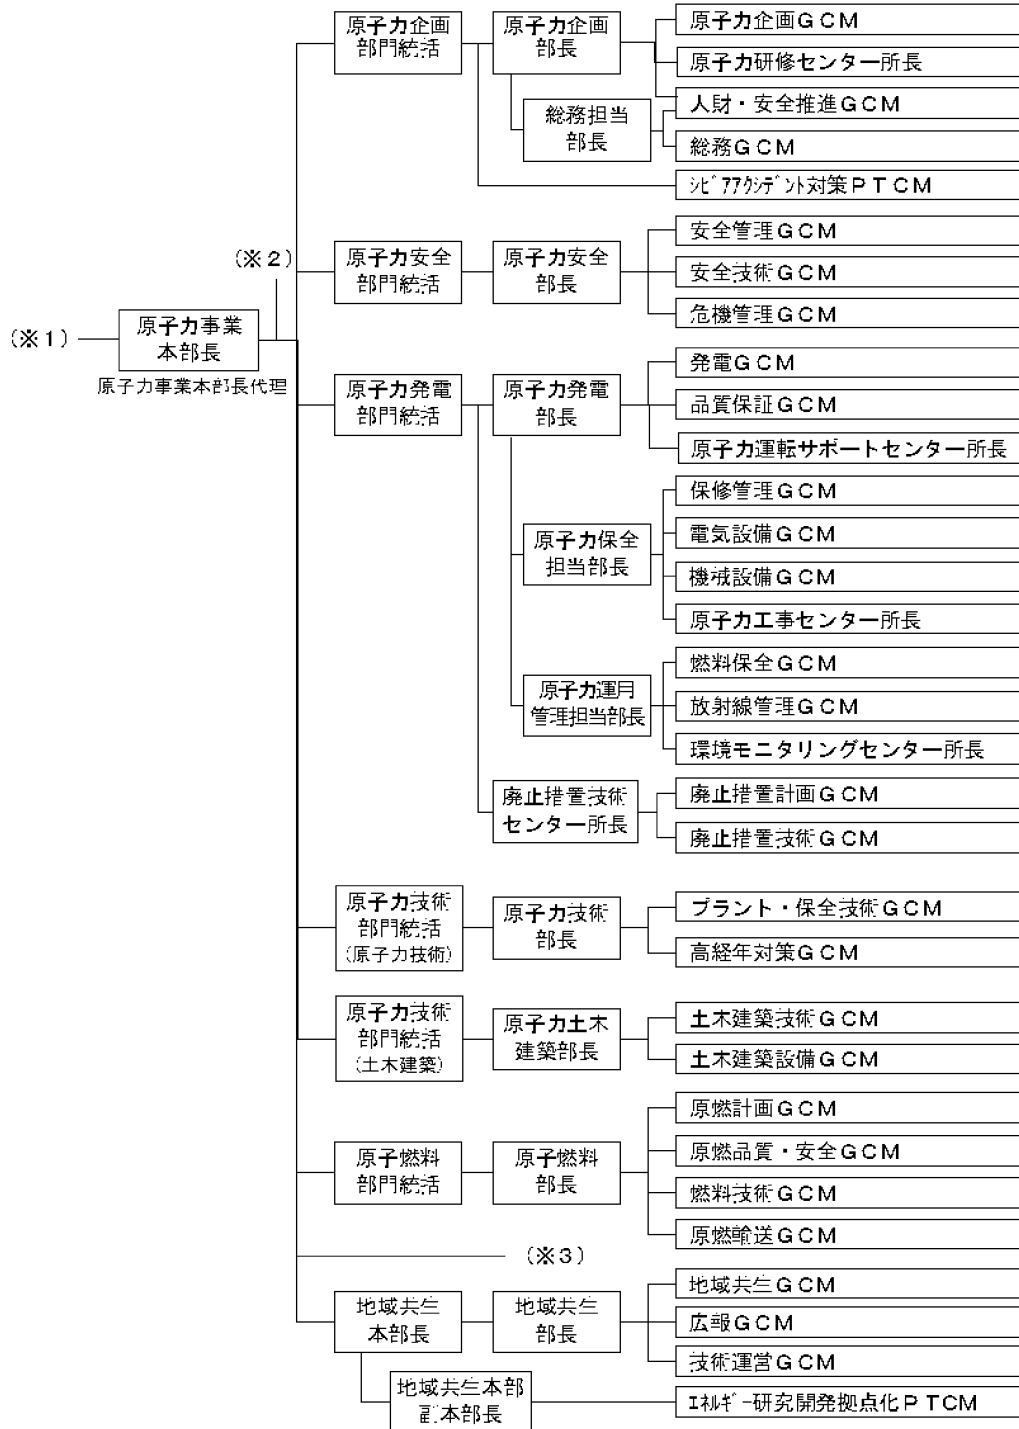 原子力企画
部門統括
原子力企画
部長
原子力企画ＧＣＭ
原子力研修センター所長
人財・安全推進ＧＣＭ
総務担当
部長
総務ＧＣＭ
ｼﾋﾞｱｱｸｼﾃﾞﾝﾄ対策ＰＴＣＭ
（※２）
原子力安全
部門統括
原子力安全
部長
安全管理ＧＣＭ
安全技術ＧＣＭ
危機管理ＧＣＭ
（※１）
原子力事業
本部長
原子力事業本部長代理
原子力発電
部門統括
原子力発電
部長
発電ＧＣＭ
品質保証ＧＣＭ
原子力運転サポートセンター所長
原子力保全
担当部長
保修管理ＧＣＭ
電気設備ＧＣＭ
機械設備ＧＣＭ
原子力工事センター所長
原子力運用
管理担当部長
燃料保全ＧＣＭ
放射線管理ＧＣＭ
環境モニタリングセンター所長
廃止措置技術
センター所長
廃止措置計画ＧＣＭ
廃止措置技術ＧＣＭ
原子力技術
部門統括
（原子力技術）
原子力技術
部長
プラント・保全技術ＧＣＭ
高経年対策ＧＣＭ
原子力技術
部門統括
（土木建築）
原子力土木
建築部長
土木建築技術ＧＣＭ
土木建築設備ＧＣＭ
原子燃料
部門統括
原子燃料
部長
原燃計画ＧＣＭ
原燃品質・安全ＧＣＭ
燃料技術ＧＣＭ
原燃輸送ＧＣＭ
（※３）
地域共生
本部長
地域共生
部長
地域共生ＧＣＭ
広報ＧＣＭ
技術運営ＧＣＭ
地域共生本部
副本部長
ｴﾈﾙｷﾞｰ研究開発拠点化ＰＴＣＭ